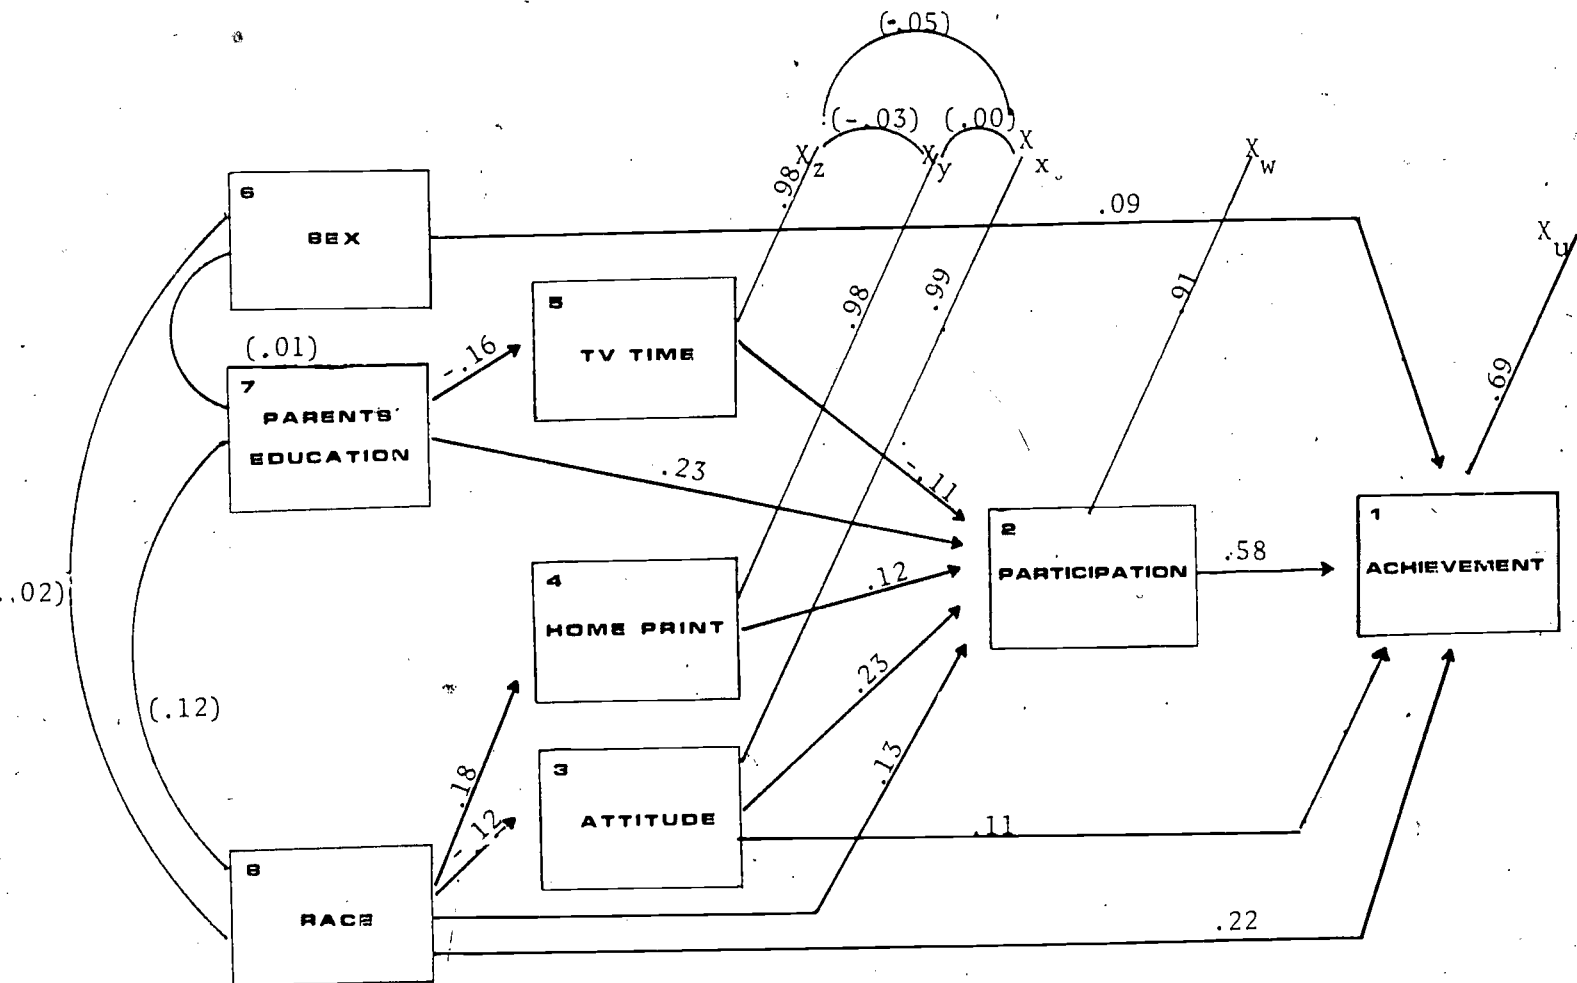 (-.05)
(-.03) (.00)
X z
X y
X x
X w
X u
.98
.98
.99
.91
.69
6
SEX
.09
(.01)
7
PARENTS'
EDUCATION
-.16
5
TV TIME
-.11
.23
4
HOME PRINT
.12
2
PARTICIPATION
.58
1
ACHIEVEMENT
.02)
(.12)
.18
-.12
3
ATTITUDE
.23
.13
.11
8
RACE
.22